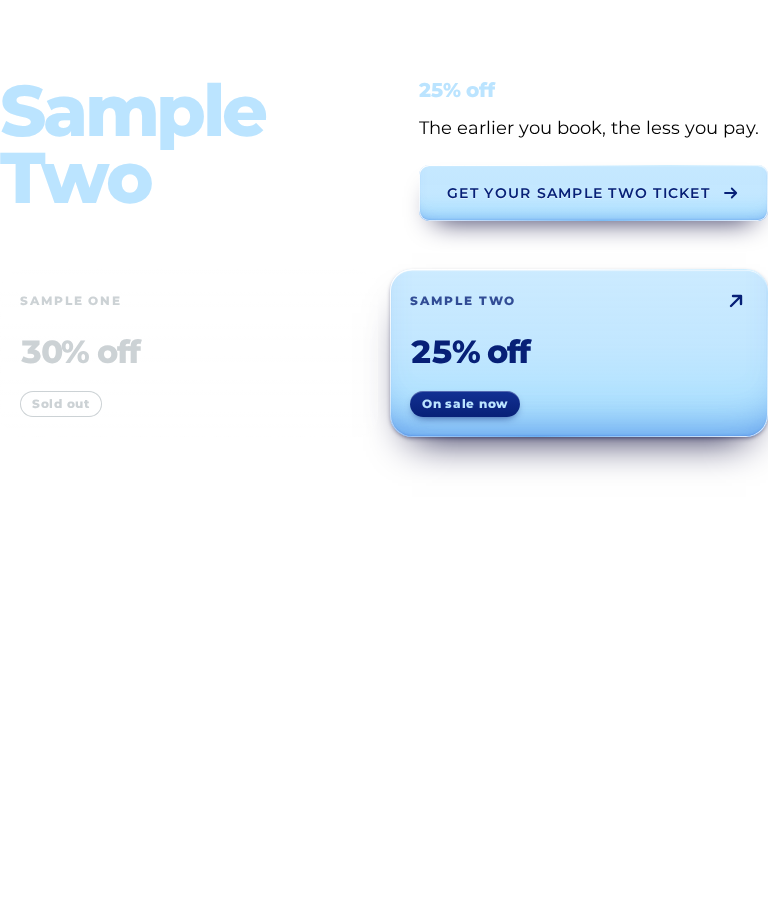 Sample
Two
25% off
The earlier you book, the less you pay.
GET YOUR SAMPLE TWO TICKET
SAMPLE ONE
30% off
Sold out
SAMPLE TWO
25% off
On sale now